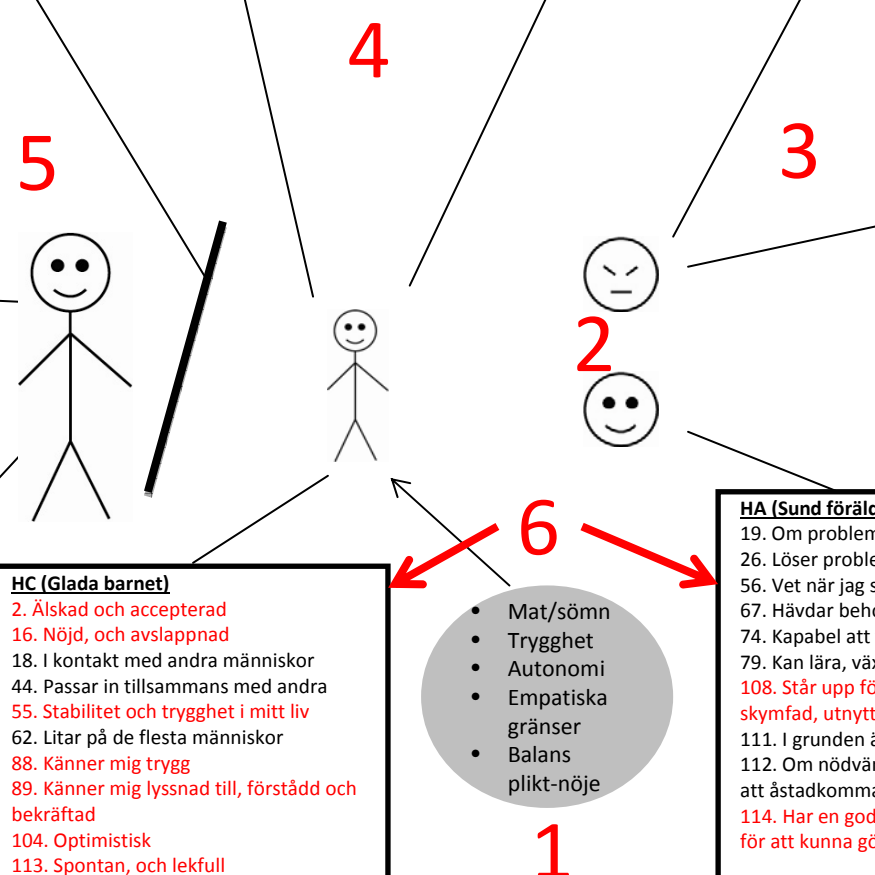 4
3
5
2
6
HC (Glada barnet)
2. Älskad och accepterad
16. Nöjd, och avslappnad
18. I kontakt med andra människor
44. Passar in tillsammans med andra
55. Stabilitet och trygghet i mitt liv
62. Litar på de flesta människor
88. Känner mig trygg
89. Känner mig lyssnad till, förstådd och
bekräftad
104. Optimistisk
113. Spontan, och lekfull
• Mat/sömn
• Trygghet
• Autonomi
• Empatiska
gränser
• Balans
plikt-nöje
1
HA (Sund föräld
19. Om problem
26. Löser proble
56. Vet när jag s
67. Hävdar beho
74. Kapabel att
79. Kan lära, väx
108. Står upp fö
skymfad, utnytt
111. I grunden ä
112. Om nödvän
att åstadkomma
114. Har en god
för att kunna gö